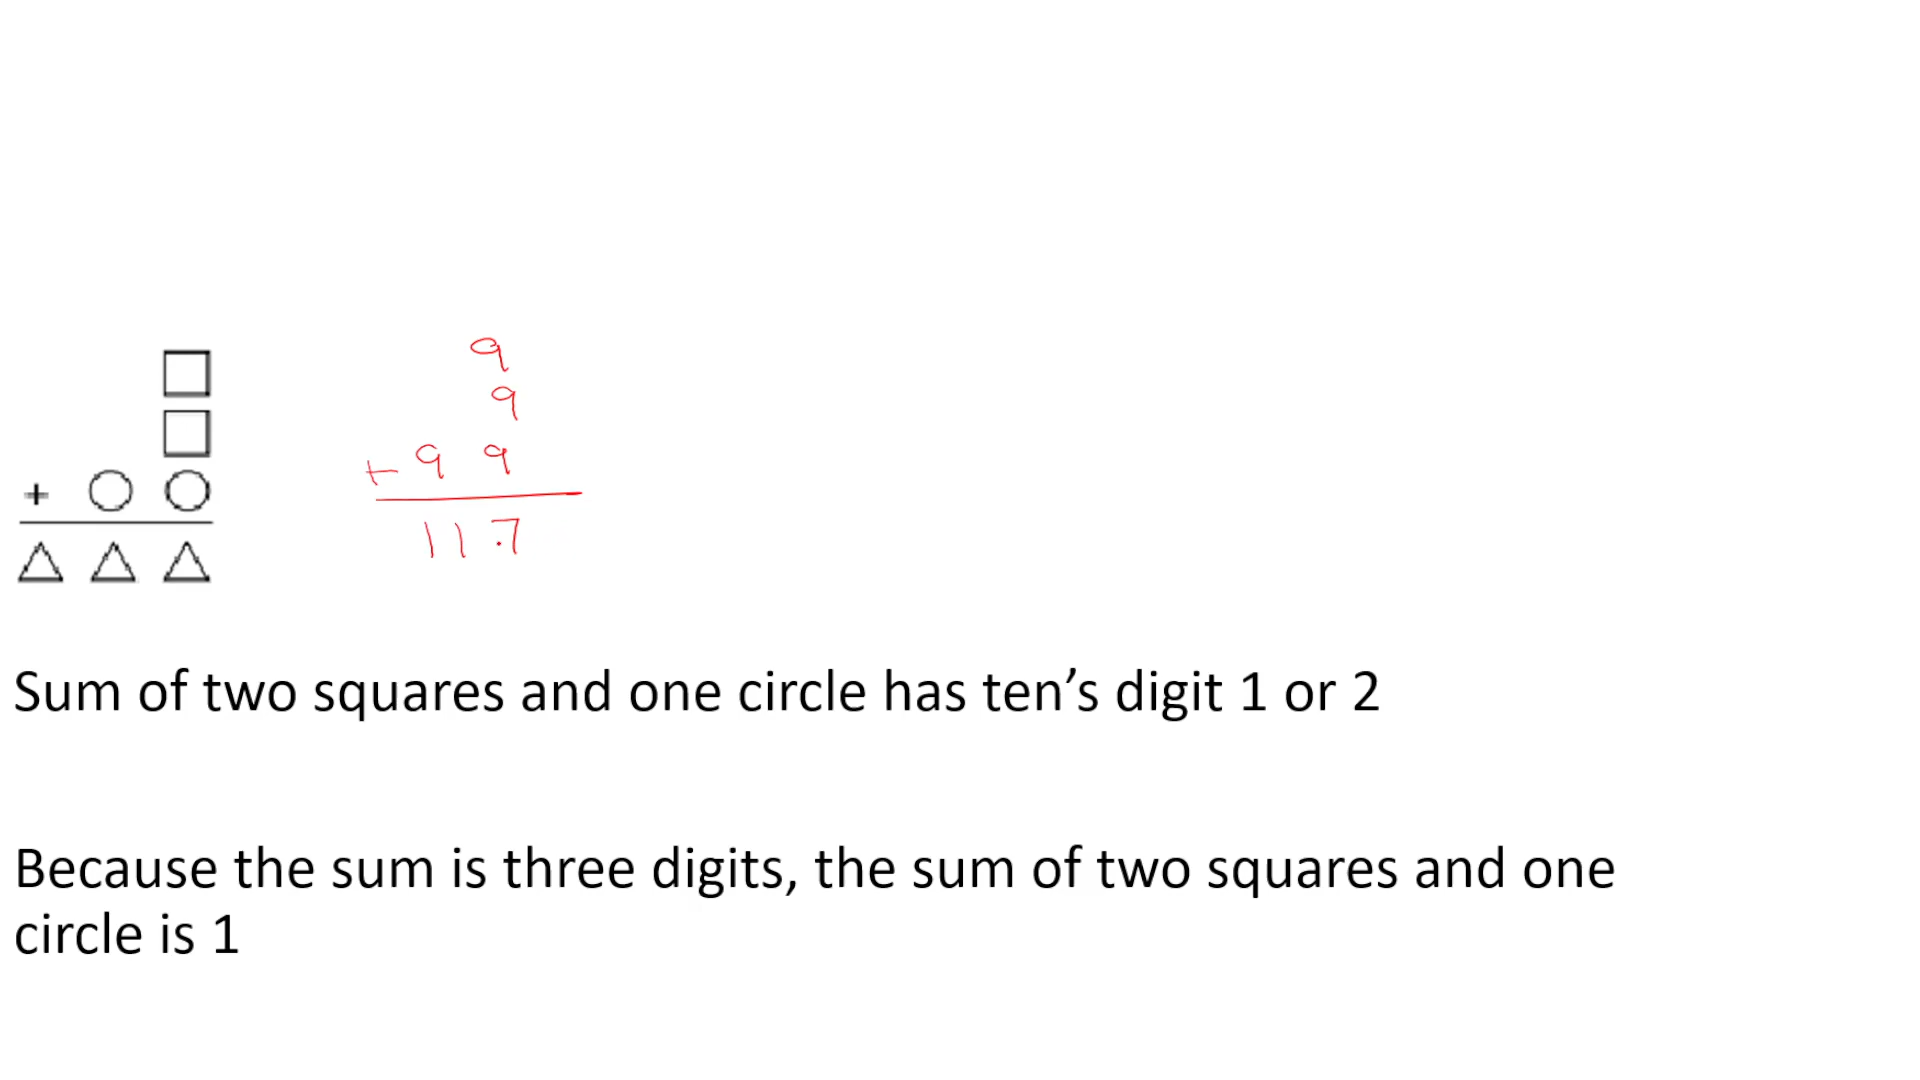 9
9
+ 9 9
117
+
Sum of two squares and one circle has ten’s digit 1 or 2
Because the sum is three digits, the sum of two squares and one
circle is 1